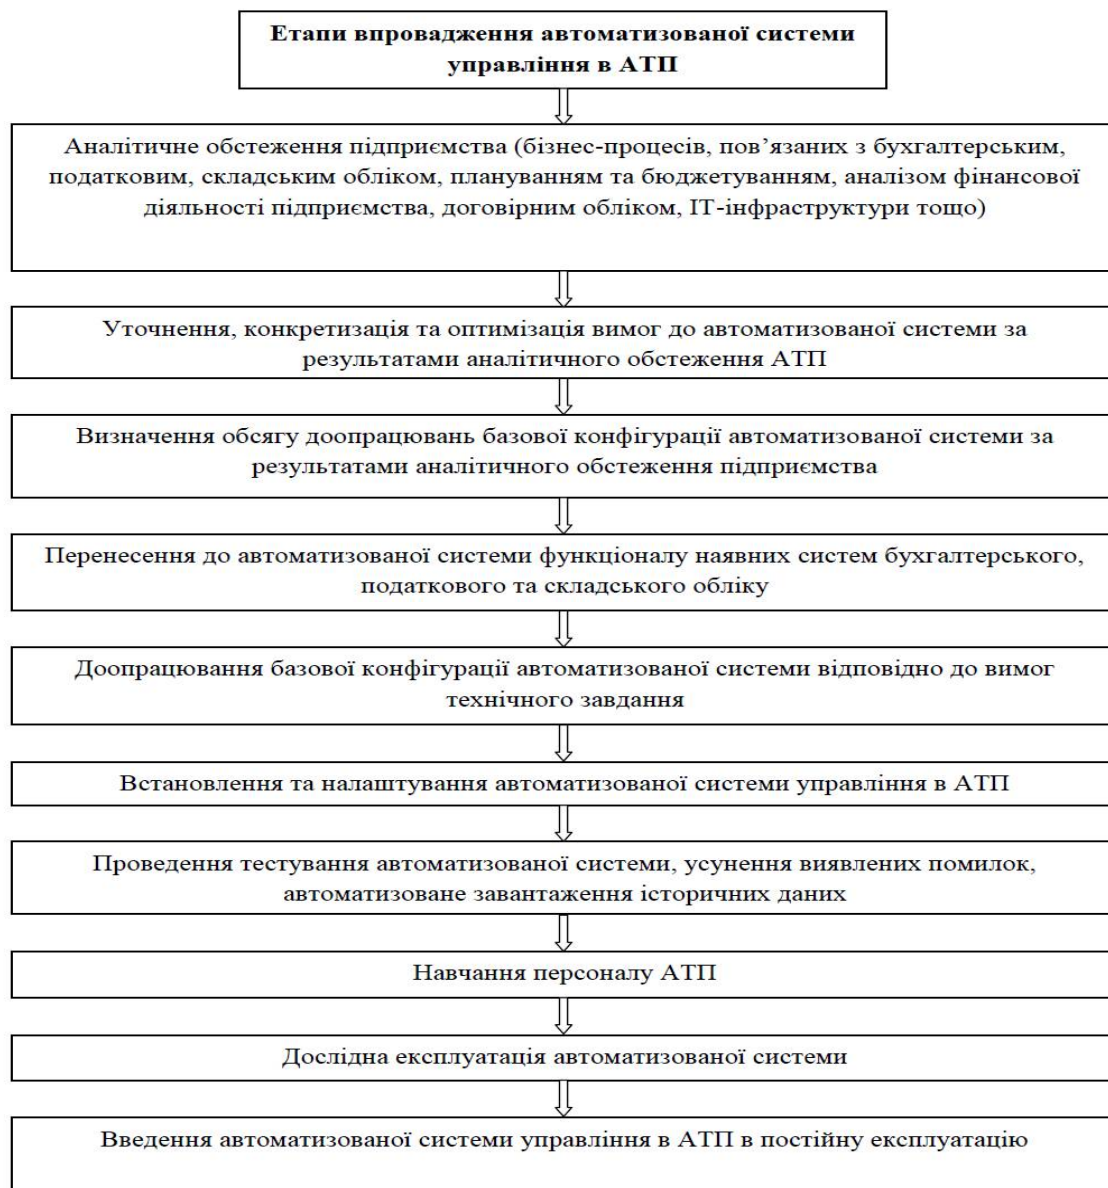 Етапи впровадження автоматизованої системи
управління в АТП
Аналітичне обстеження підприємства (бізнес-процесів, пов’язаних з бухгалтерським,
податковим, складським обліком, плануванням та бюджетуванням, аналізом фінансової
діяльності підприємства, договірним обліком, ІТ-інфраструктури тощо)
Уточнення, конкретизація та оптимізація вимог до автоматизованої системи за
результатами аналітичного обстеження АТП
Визначення обсягу доопрацювань базової конфігурації автоматизованої системи за
результатами аналітичного обстеження підприємства
Перенесення до автоматизованої системи функціоналу наявних систем бухгалтерського,
податкового та складського обліку
Доопрацювання базової конфігурації автоматизованої системи відповідно до вимог
технічного завдання
Встановлення та налаштування автоматизованої системи управління в АТП
Проведення тестування автоматизованої системи, усунення виявлених помилок,
автоматизоване завантаження історичних даних
Навчання персоналу АТП
Дослідна експлуатація автоматизованої системи
Введення автоматизованої системи управління в АТП в постійну експлуатацію